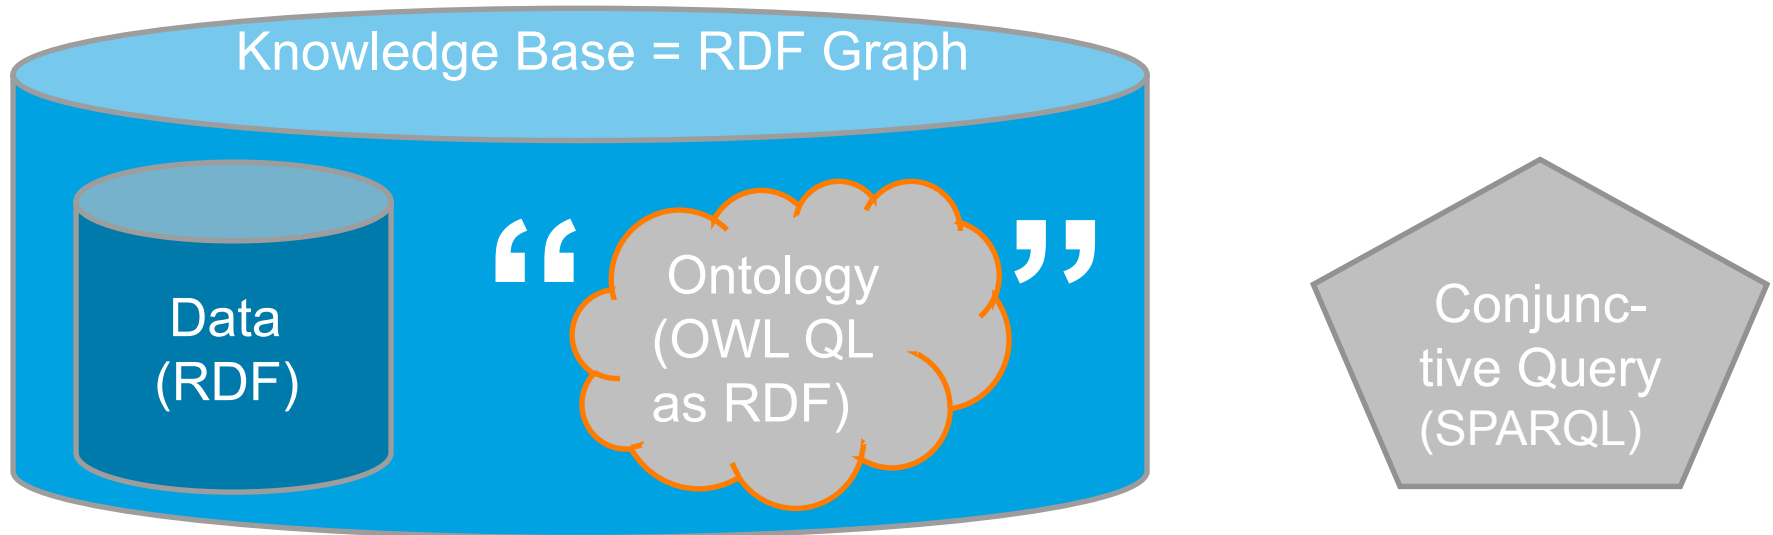 Knowledge Base = RDF Graph
Data
(RDF)
“
Ontology
(OWL QL
as RDF)
”
Conjunc-
tive Query
(SPARQL)